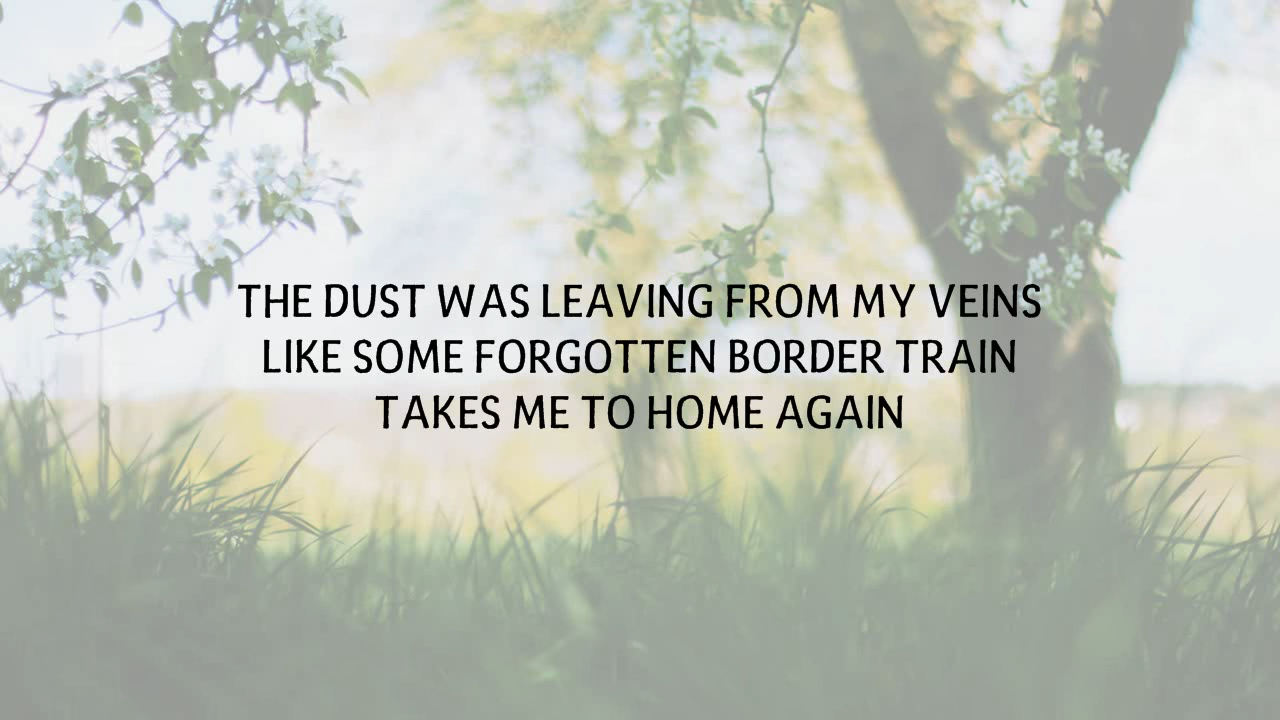 THE DUST WAS LEAVING FROM MY VEINS
LIKE SOME FORGOTTEN BORDER TRAIN
TAKES ME TO HOME AGAIN